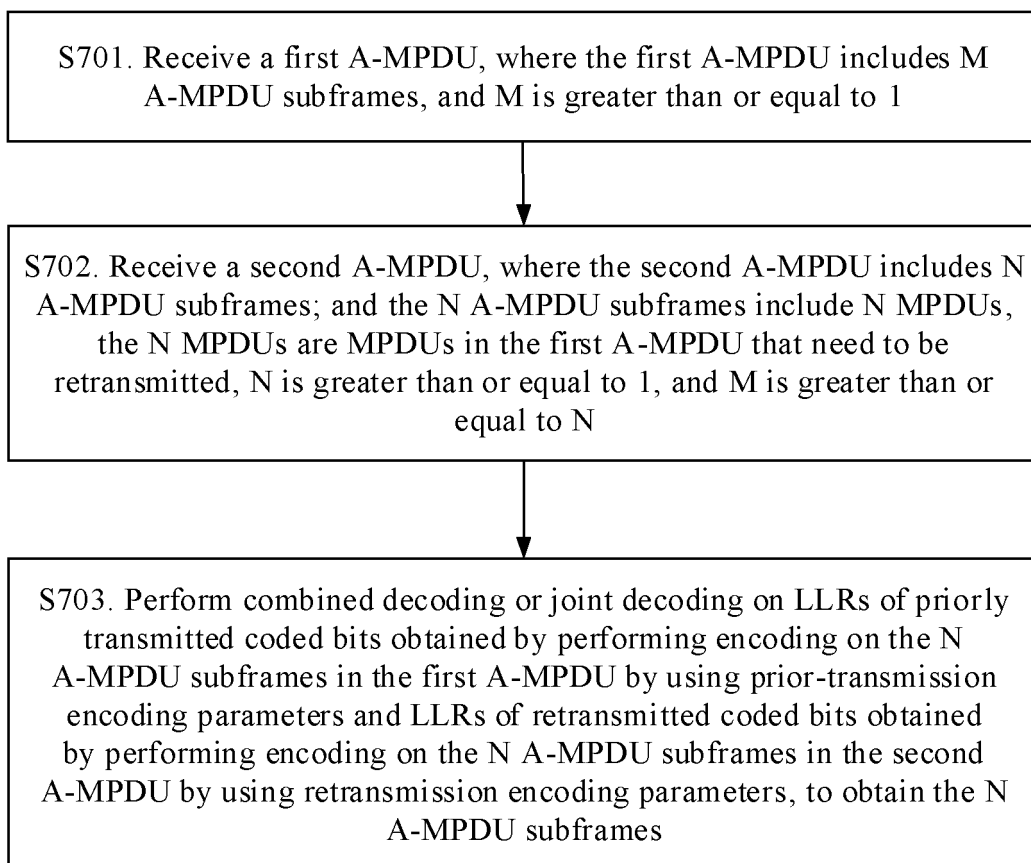 S701. Receive a first A-MPDU, where the first A-MPDU includes M
A-MPDU subframes, and M is greater than or equal to 1
S702. Receive a second A-MPDU, where the second A-MPDU includes N
A-MPDU subframes; and the N A-MPDU subframes include N MPDUs,
the N MPDUs are MPDUs in the first A-MPDU that need to be
retransmitted, N is greater than or equal to 1, and M is greater than or
equal to N
S703. Perform combined decoding or joint decoding on LLRs of priorly
transmitted coded bits obtained by performing encoding on the N
A-MPDU subframes in the first A-MPDU by using prior-transmission
encoding parameters and LLRs of retransmitted coded bits obtained
by performing encoding on the N A-MPDU subframes in the second
A-MPDU by using retransmission encoding parameters, to obtain the N
A-MPDU subframes